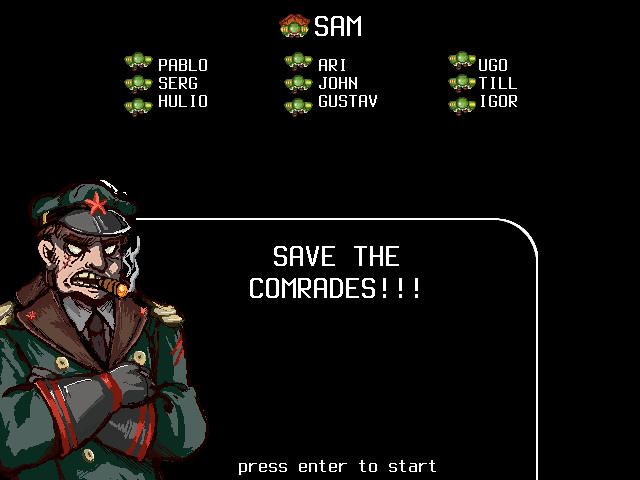 SAM
PABLO ARI UGO
SERG JOHN TILL
HULIO GUSTAV IGOR
SAVE THE
COMRADES!!!
press enter to start